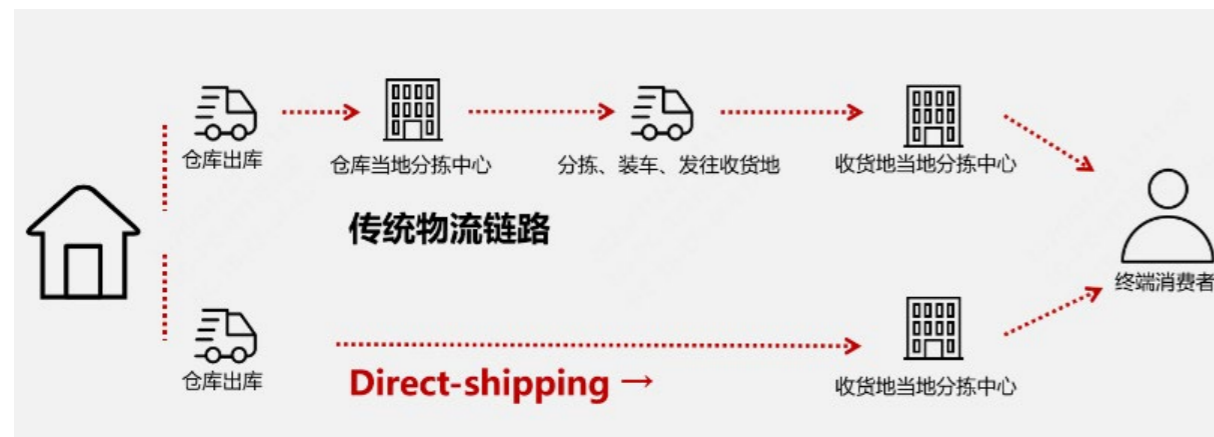 仓库出库
仓库当地分拣中心
分拣、装车、发往收货地
收货地当地分拣中心
传统物流链路
终端消费者
仓库出库
Direct-shipping →
收货地当地分拣中心